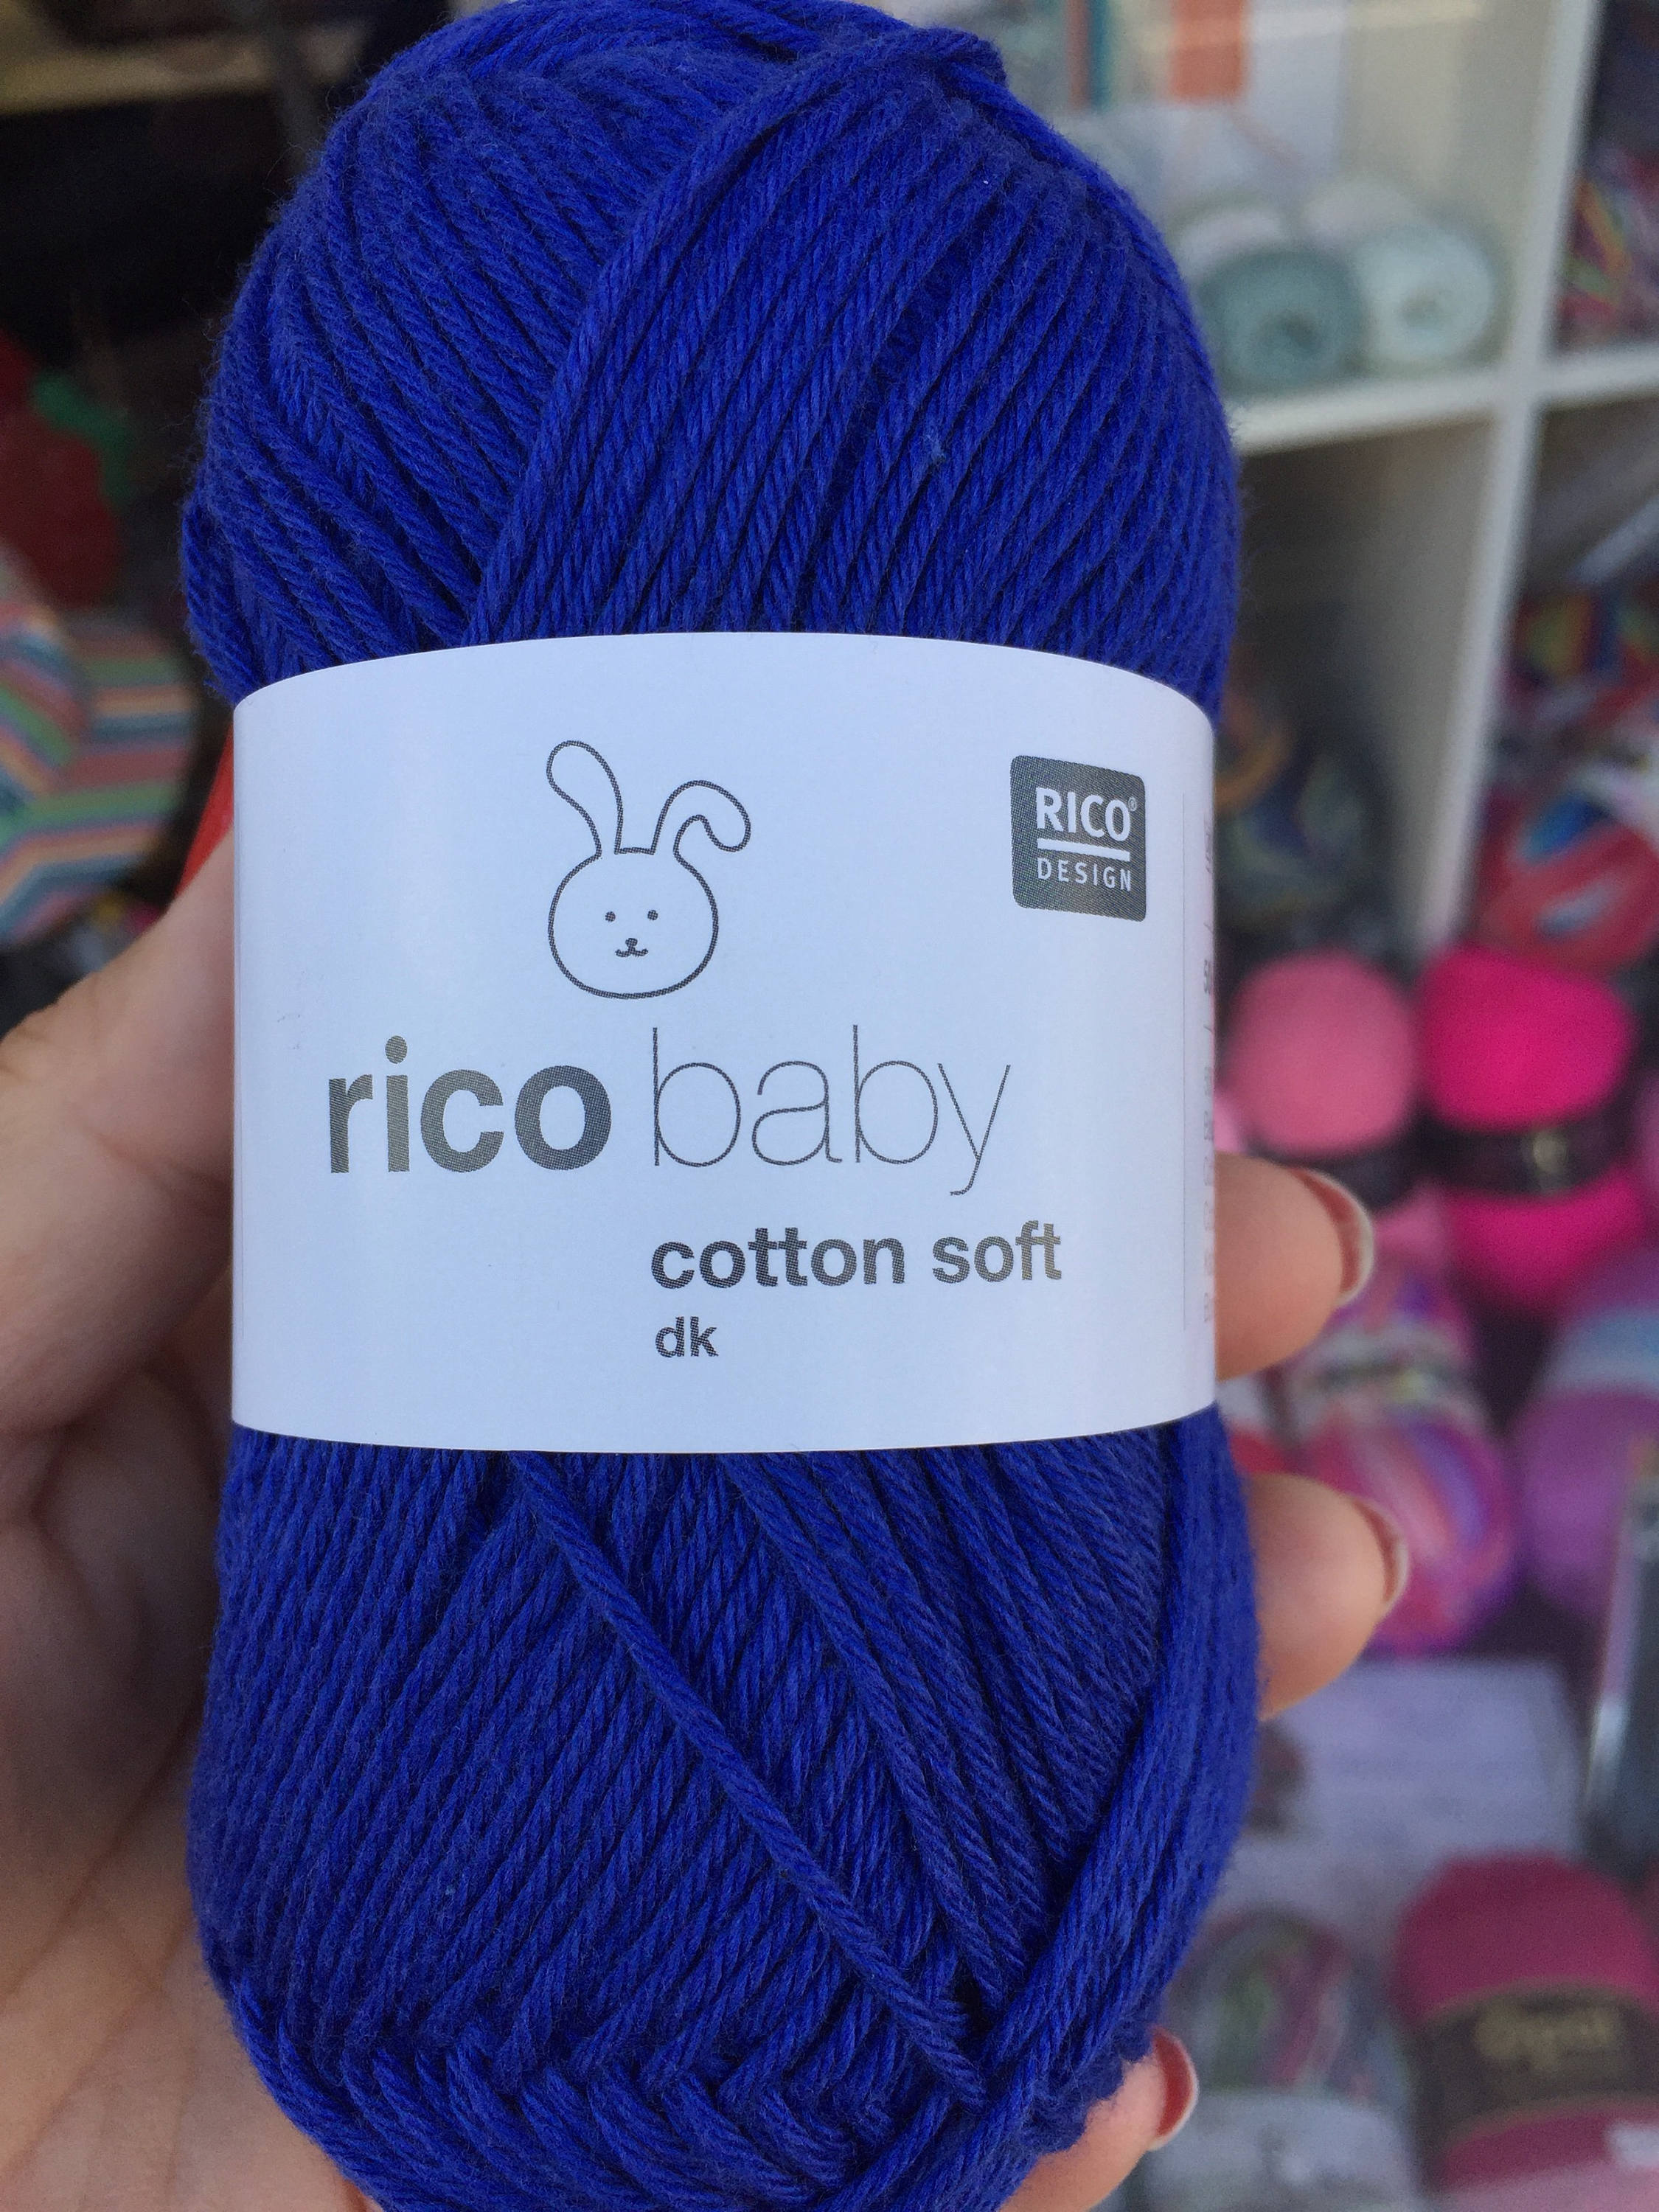 RICO®
DESIGN
rico baby
cotton soft
dk